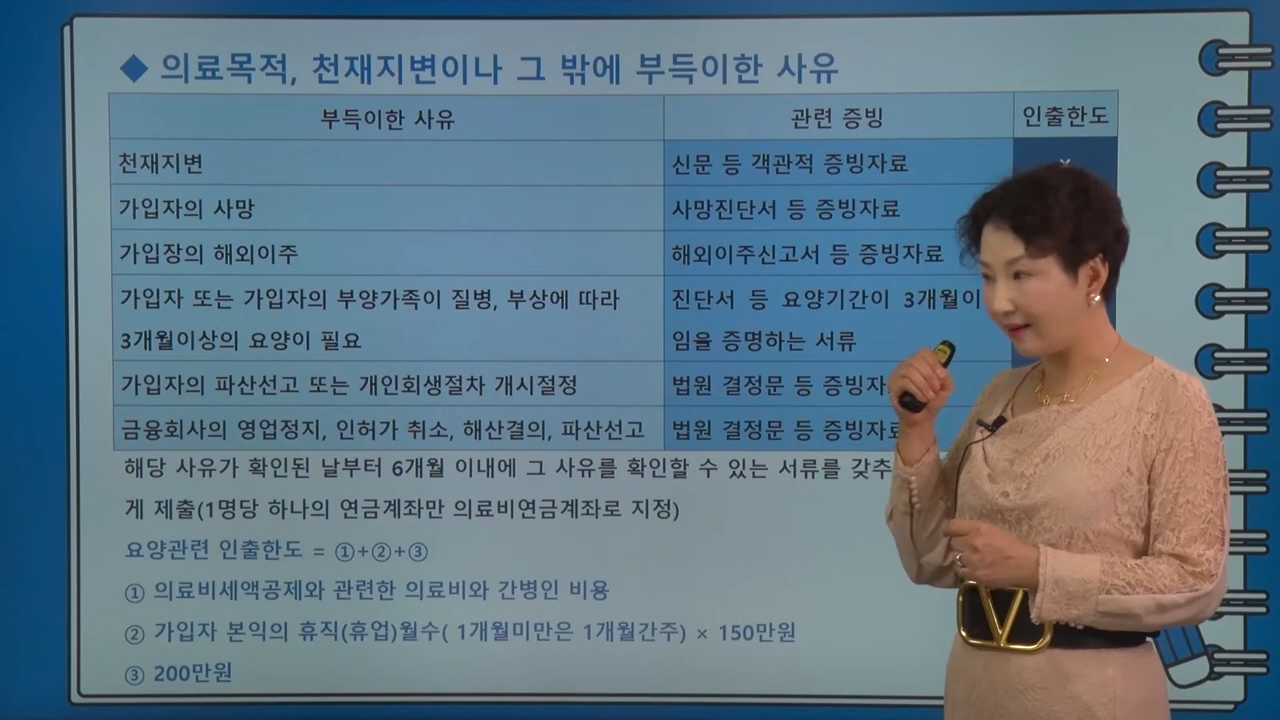 ◆ 의료목적, 천재지변이나 그 밖에 부득이한 사유
부득이한 사유 관련 증빙 인출한도
천재지변 신문 등 객관적 증빙자료
가입자의 사망 사망진단서 등 증빙자료
가입장의 해외이주 해외이주신고서 등 증빙자료
가입자 또는 가입자의 부양가족이 질병, 부상에 따라 진단서 등 요양기간이 3개월이
3개월이상의 요양이 필요 임을 증명하는 서류
가입자의 파산선고 또는 개인회생절차 개시절정 법원 결정문 등
금융회사의 영업정지, 인허가 취소, 해산결의, 파산선고 법원 결정문 등
해당 사유가 확인된 날부터 6개월 이내에 그 사유를 확인할 수 있는 서류를 갖추
게 제출(1명당 하나의 연금계좌만 의료비연금계좌로 지정)
요양관련 인출한도 = ①+②+③
① 의료비세액공제와 관련한 의료비와 간병인 비용
② 가입자 본익의 휴직(휴업)월수( 1개월미만은 1개월간주) × 150만원
③ 200만원